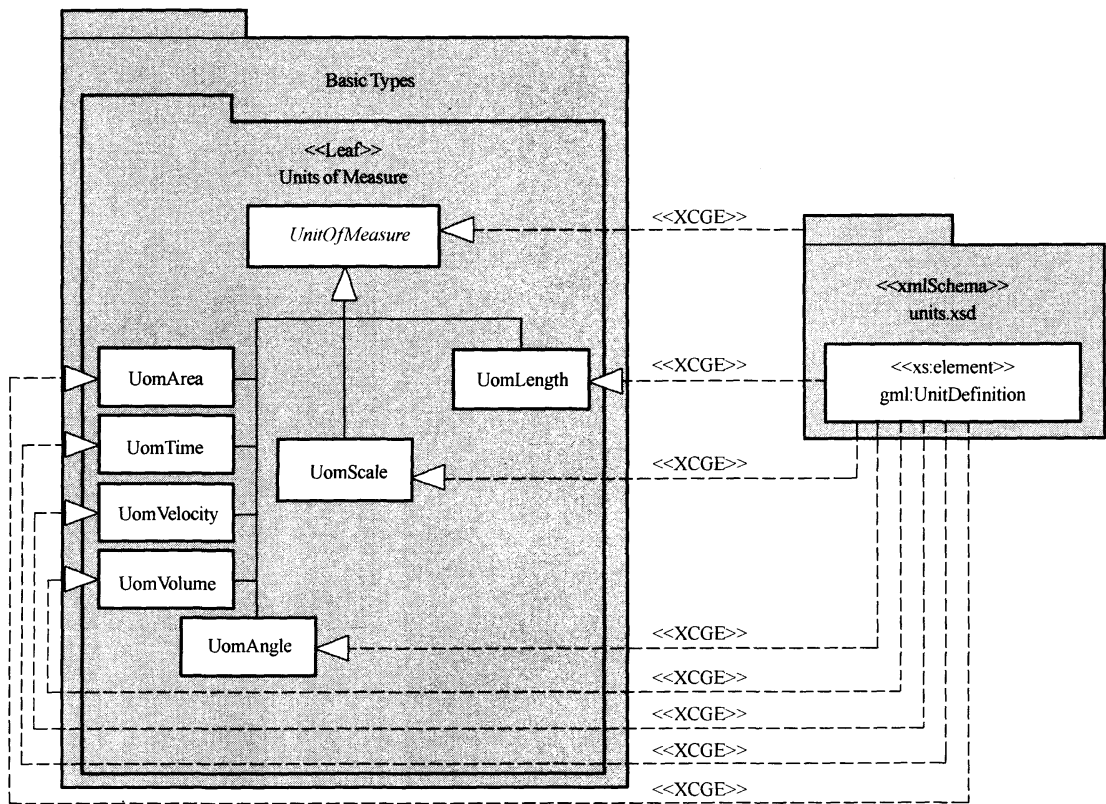 Basic Types
<<Leaf>>
Units of Measure
UnitOfMeasure
<<XCGE>>
<<xmlSchema>>
units.xsd
<<xs:element>>
gml:UnitDefinition
UomArea
UomLength
<<XCGE>>
UomTime
UomScale
<<XCGE>>
UomVelocity
UomVolume
UomAngle
<<XCGE>>
<<XCGE>>
<<XCGE>>
<<XCGE>>
<<XCGE>>